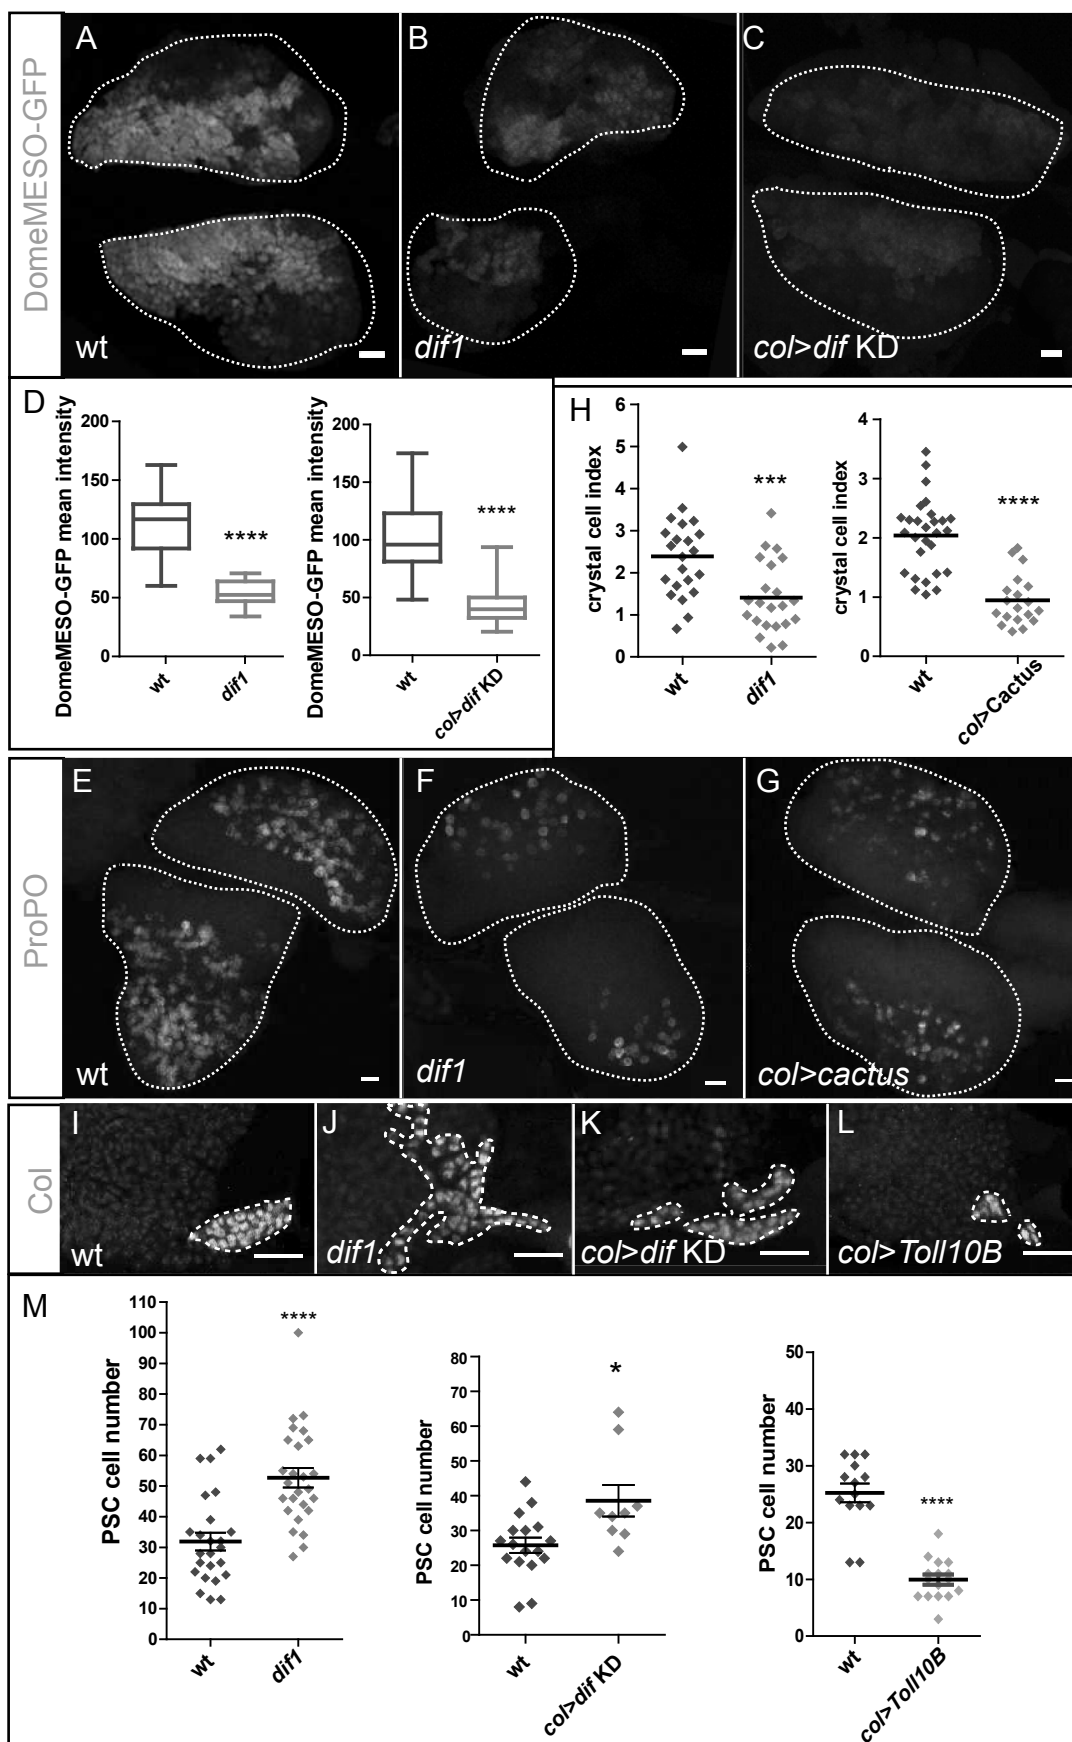 DomeMESO-GFP
A
wt
B
dif1
C
col>dif KD
D
DomeMESO-GFP mean intensity
200
150
100
50
0
****
wt
dif1
DomeMESO-GFP mean intensity
200
150
100
50
0
****
wt
col>dif KD
H
crystal cell index
6
5
4
3
2
1
0
***
wt
dif1
crystal cell index
4
3
2
1
0
****
wt
col>Cactus
ProPO
E
wt
F
dif1
G
col>cactus
Col
I
wt
J
dif1
K
col>dif KD
L
col>Toll10B
M
PSC cell number
110
100
90
80
70
60
50
40
30
20
10
0
****
wt
dif1
PSC cell number
80
70
60
50
40
30
20
10
0
*
wt
col>dif KD
PSC cell number
50
40
30
20
10
0
****
wt
col>Toll10B